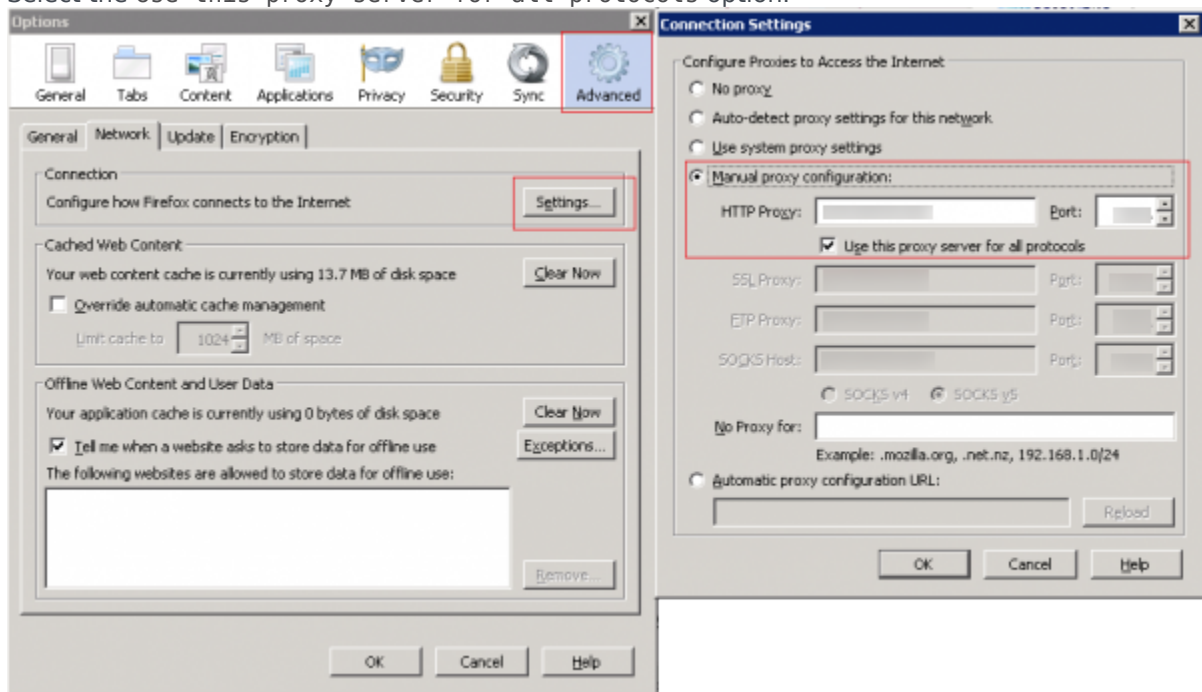 Select the use this proxy server for all protocols option.
Options
General Tabs Content Applications Privacy Security Sync Advanced
General Network Update Encryption
Connection
Configure how Firefox connects to the Internet Settings...
Cached Web Content
Your web content cache is currently using 13.7 MB of disk space Clear Now
Override automatic cache management
Limit cache to 1024 MB of space
Offline Web Content and User Data
Your application cache is currently using 0 bytes of disk space Clear Now
Tell me when a website asks to store data for offline use Exceptions...
The following websites are allowed to store data for offline use:
Remove...
OK Cancel Help
Connection Settings
Configure Proxies to Access the Internet
No proxy
Auto-detect proxy settings for this network
Use system proxy settings
Manual proxy configuration:
HTTP Proxy: Port:
Use this proxy server for all protocols
SSL Proxy: Port:
FTP Proxy: Port:
SOCKS Host: Port:
SOCKS v4 SOCKS v5
No Proxy for:
Example: .mozilla.org, .net.nz, 192.168.1.0/24
Automatic proxy configuration URL:
Reload
OK Cancel Help